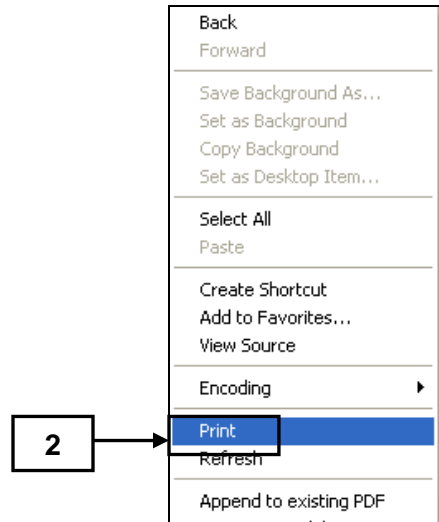 Back
Forward
Save Background As...
Set as Background
Copy Background
Set as Desktop Item...
Select All
Paste
Create Shortcut
Add to Favorites...
View Source
Encoding
2
Print
Refresh
Append to existing PDF